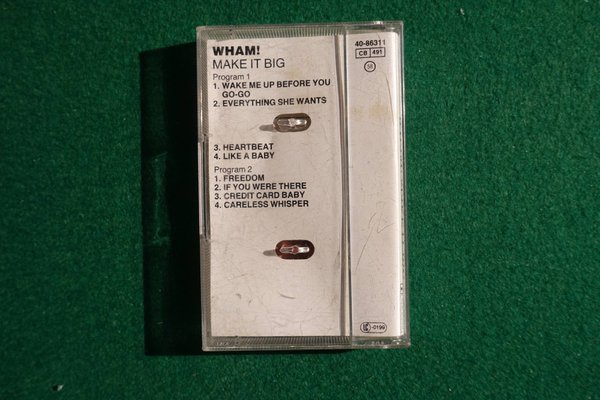 WHAM!
MAKE IT BIG
Program 1
1. WAKE ME UP BEFORE YOU
GO-GO
2. EVERYTHING SHE WANTS
3. HEARTBEAT
4. LIKE A BABY
Program 2
1. FREEDOM
2. IF YOU WERE THERE
3. CREDIT CARD BABY
4. CARELESS WHISPER
40-86311
CB 491
-0199